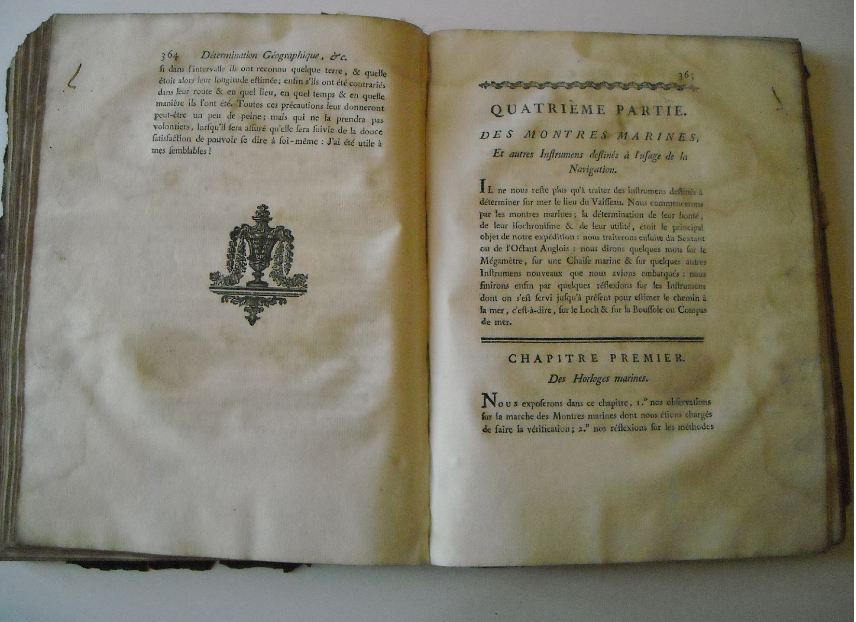 364 Détermination Géographique, &c.
si dans l'intervalle ils ont reconnu quelque terre, & quelle
étoit alors leur longitude estimée; enfin s'ils ont été contrariés
dans leur route & en quel lieu, en quel temps & en quelle
manière ils l'ont été. Toutes ces précautions leur donneront
peut-être un peu de peine; mais qui ne la prendra pas
volontiers, lorsqu'il sera assuré qu'elle sera suivie de la douce
satisfaction de pouvoir se dire à soi-même : J'ai été utile à
mes semblables !
365
QUATRIÈME PARTIE.
DES MONTRES MARINES,
Et autres Instrumens destinés à l'usage de la
Navigation.
IL ne nous reste plus qu'à traiter des instrumens destinés à
déterminer sur mer le lieu du Vaisseau. Nous commencerons
par les montres marines; la détermination de leur bonté,
de leur isochronisme & de leur utilité, étoit le principal
objet de notre expédition : nous traiterons ensuite du Sextant
ou de l'Octant Anglois : nous dirons quelques mots sur le
Mégamètre, sur une Chaise marine & sur quelques autres
Instrumens nouveaux que nous avions embarqués : nous
finirons enfin par quelques réflexions sur les Instrumens
dont on s'est servi jusqu'à présent pour estimer le chemin à
la mer, c'est-à-dire, sur le Loch & sur la Boussole ou Compas
de mer.
CHAPITRE PREMIER.
Des Horloges marines.
NOUS exposerons dans ce chapitre, 1.° nos observations
sur la marche des Montres marines dont nous étions chargés
de faire la vérification; 2.° nos réflexions sur les méthodes